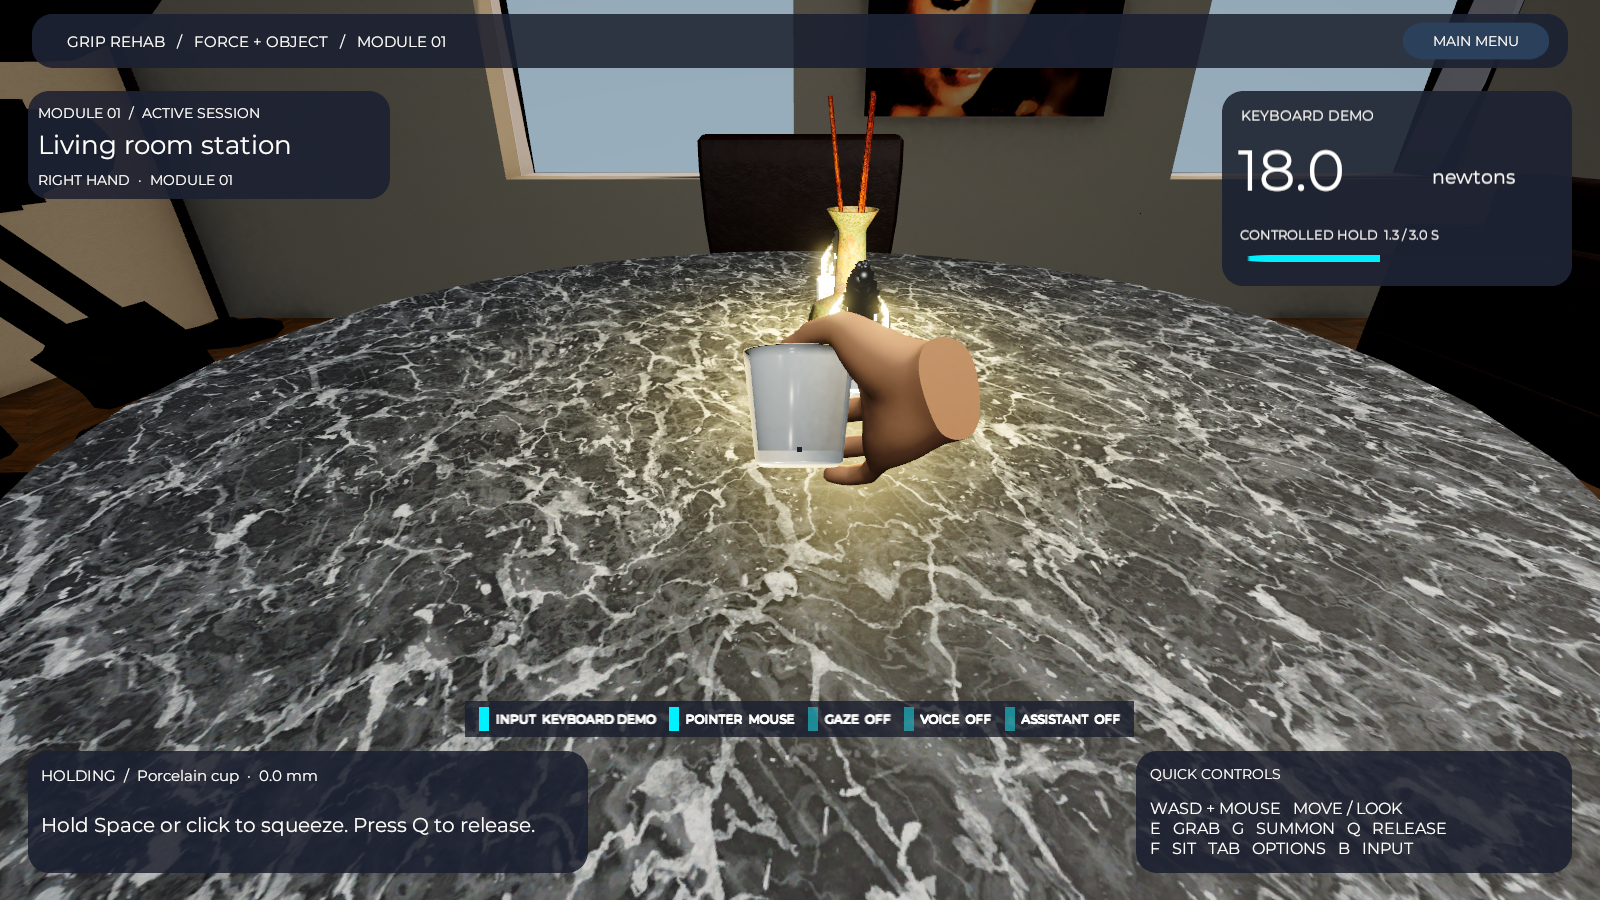 GRIP REHAB / FORCE + OBJECT / MODULE 01
MAIN MENU
MODULE 01 / ACTIVE SESSION
Living room station
RIGHT HAND · MODULE 01
KEYBOARD DEMO
18.0 newtons
CONTROLLED HOLD 1.3 / 3.0 S
INPUT KEYBOARD DEMO POINTER MOUSE GAZE OFF VOICE OFF ASSISTANT OFF
HOLDING / Porcelain cup · 0.0 mm
Hold Space or click to squeeze. Press Q to release.
QUICK CONTROLS
WASD + MOUSE MOVE / LOOK
E GRAB G SUMMON Q RELEASE
F SIT TAB OPTIONS B INPUT